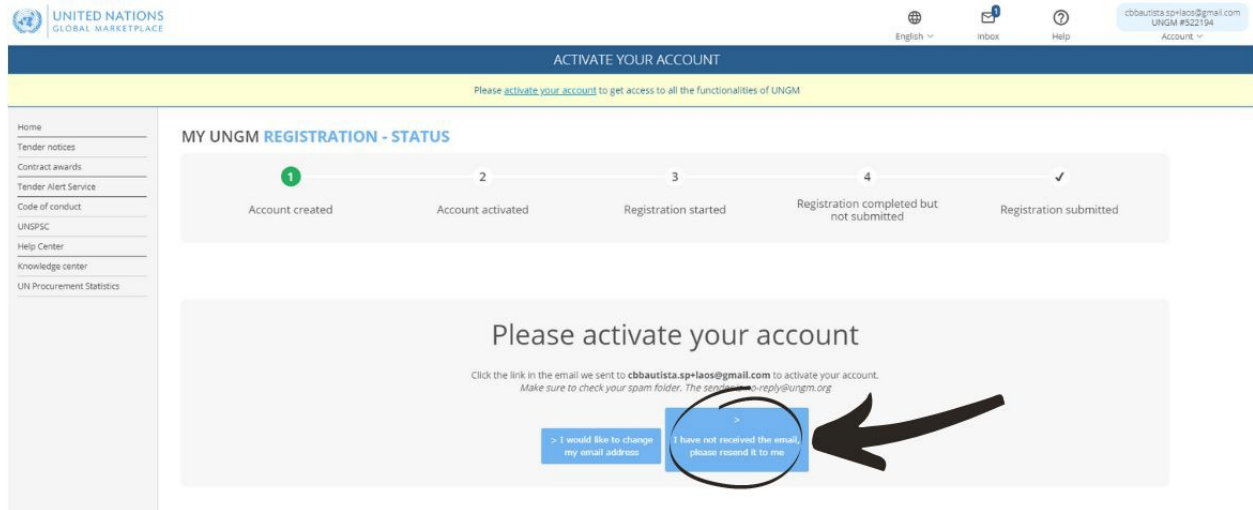 UNITED NATIONS
GLOBAL MARKETPLACE
English
Inbox
1
Help
cbbautista.sp+laos@gmail.com
UNGM #522194
Account
ACTIVATE YOUR ACCOUNT
Please activate your account to get access to all the functionalities of UNGM
Home
Tender notices
Contract awards
Tender Alert Service
Code of conduct
UNSPSC
Help Center
Knowledge center
UN Procurement Statistics
MY UNGM REGISTRATION - STATUS
1
Account created
2
Account activated
3
Registration started
4
Registration completed but
not submitted
✓
Registration submitted
Please activate your account
Click the link in the email we sent to cbbautista.sp+laos@gmail.com to activate your account.
Make sure to check your spam folder. The sender no-reply@ungm.org
> I would like to change
my email address
>
I have not received the email,
please resend it to me